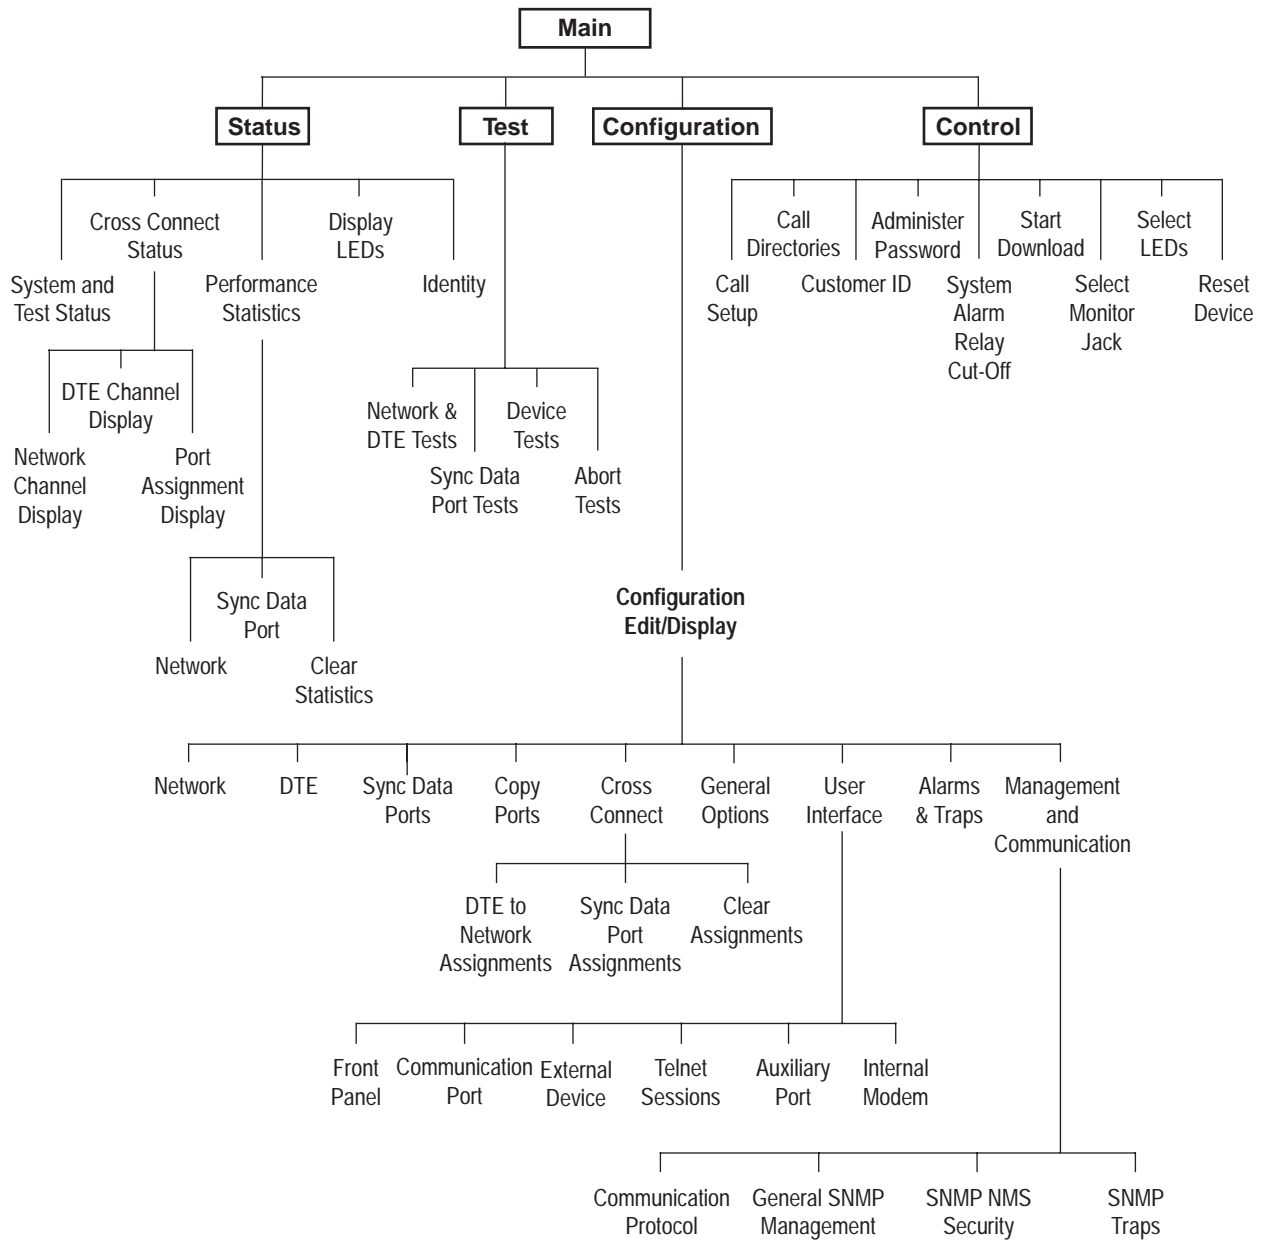 Main
Status
Test
Configuration
Control
Cross Connect
Status
Display
LEDs
System and
Test Status
Performance
Statistics
Identity
Call
Directories
Administer
Password
Start
Download
Select
LEDs
Call
Setup
Customer ID
System
Alarm
Relay
Cut-Off
Select
Monitor
Jack
Reset
Device
DTE Channel
Display
Network
Channel
Display
Port
Assignment
Display
Network &
DTE Tests
Device
Tests
Sync Data
Port Tests
Abort
Tests
Sync Data
Port
Network
Clear
Statistics
Configuration
Edit/Display
Network
DTE
Sync Data
Ports
Copy
Ports
Cross
Connect
General
Options
User
Interface
Alarms
& Traps
Management
and
Communication
DTE to
Network
Assignments
Sync Data
Port
Assignments
Clear
Assignments
Front
Panel
Communication
Port
External
Device
Telnet
Sessions
Auxiliary
Port
Internal
Modem
Communication
Protocol
General SNMP
Management
SNMP NMS
Security
SNMP
Traps